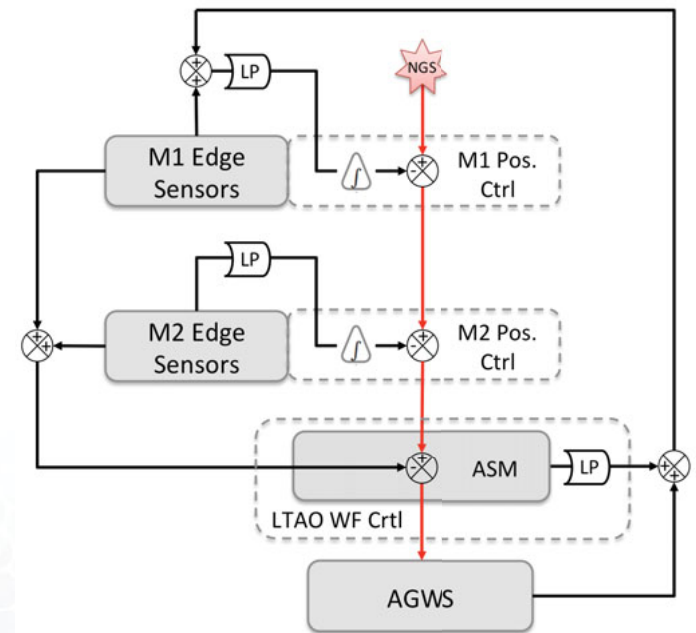 LP
NGS
M1 Edge
Sensors
∫
M1 Pos.
Ctrl
LP
M2 Edge
Sensors
∫
M2 Pos.
Ctrl
ASM
LP
LTAO WF Crtl
AGWS